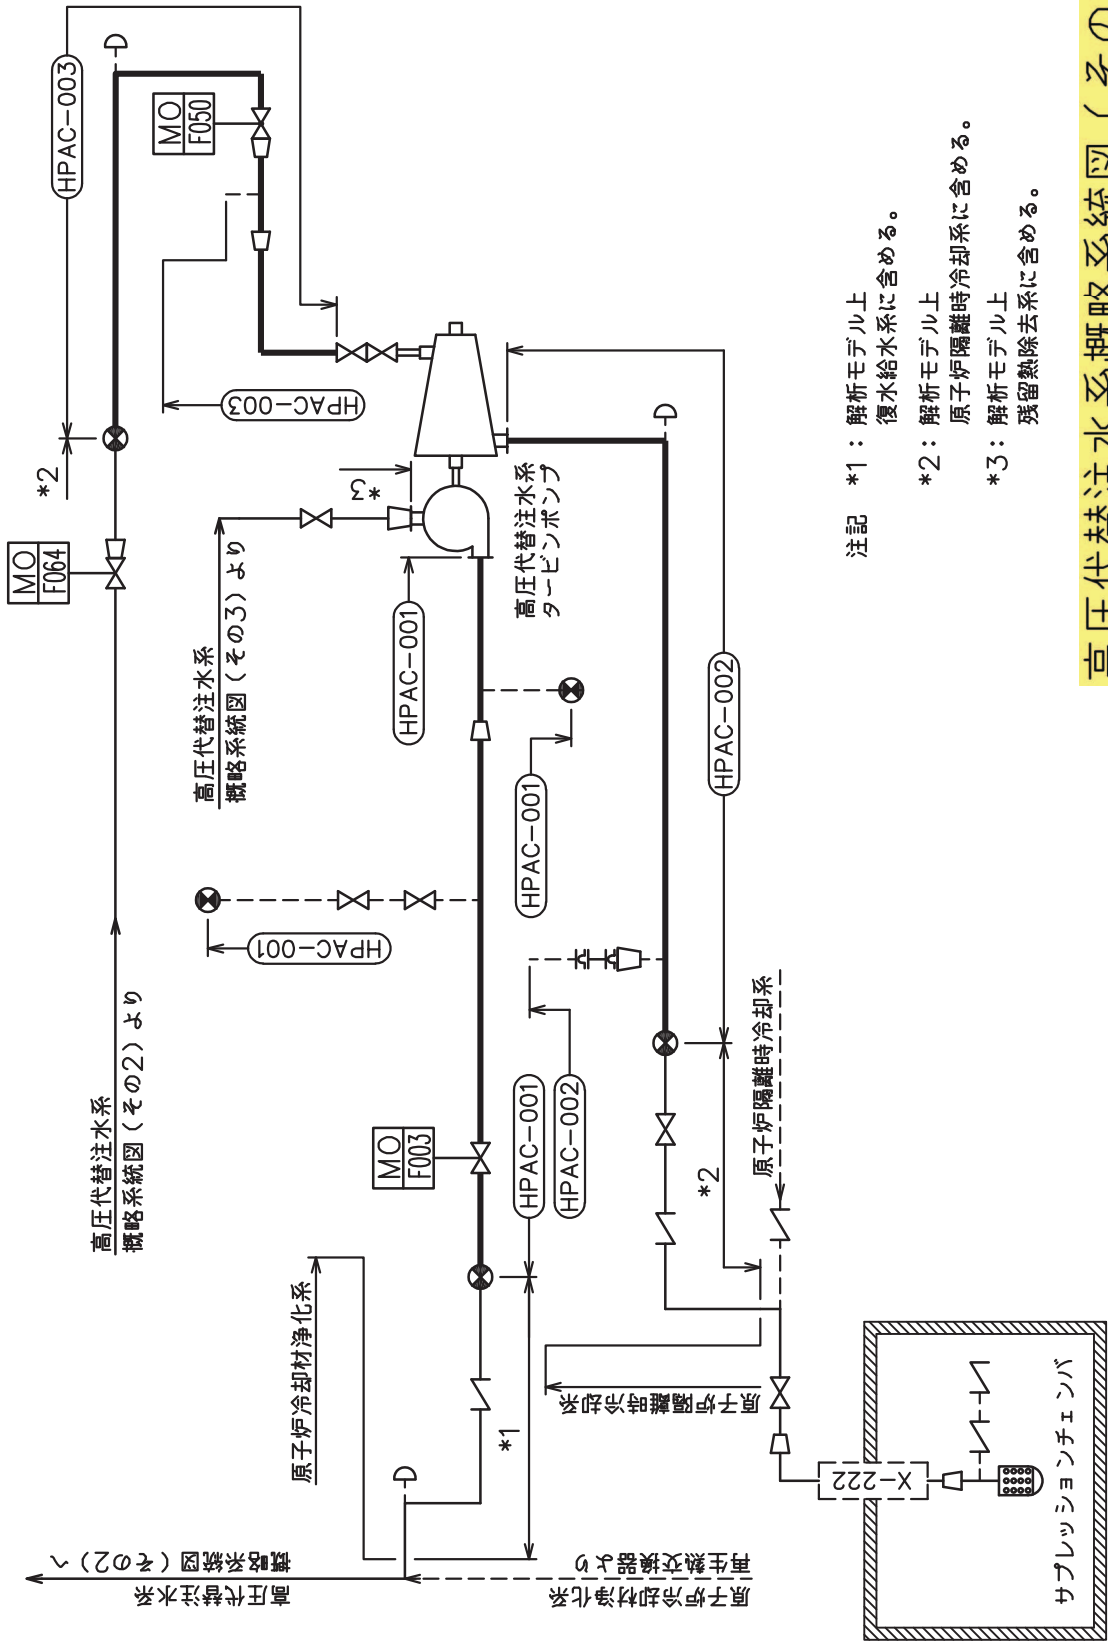 HPAC-003
MO
F050
HPAC-003
*2
MO
F064
*3
高圧代替注水系
概略系統図(その3)より
HPAC-001
高圧代替注水系
タービンポンプ
HPAC-001
HPAC-001
HPAC-002
高圧代替注水系
概略系統図(その2)より
MO
F003
HPAC-001
HPAC-002
*2
原子炉隔離時冷却系
原子炉冷却材浄化系
*1
原子炉隔離時冷却系
高圧代替注水系
概略系統図(その2)へ
原子炉冷却材浄化系
再生熱交換器より
X-222
サプレッションチェンバ
注記
*1:解析モデル上
復水給水系に含める。
*2:解析モデル上
原子炉隔離時冷却系に含める。
*3:解析モデル上
残留熱除去系に含める。
高圧代替注水系概略系統図(その